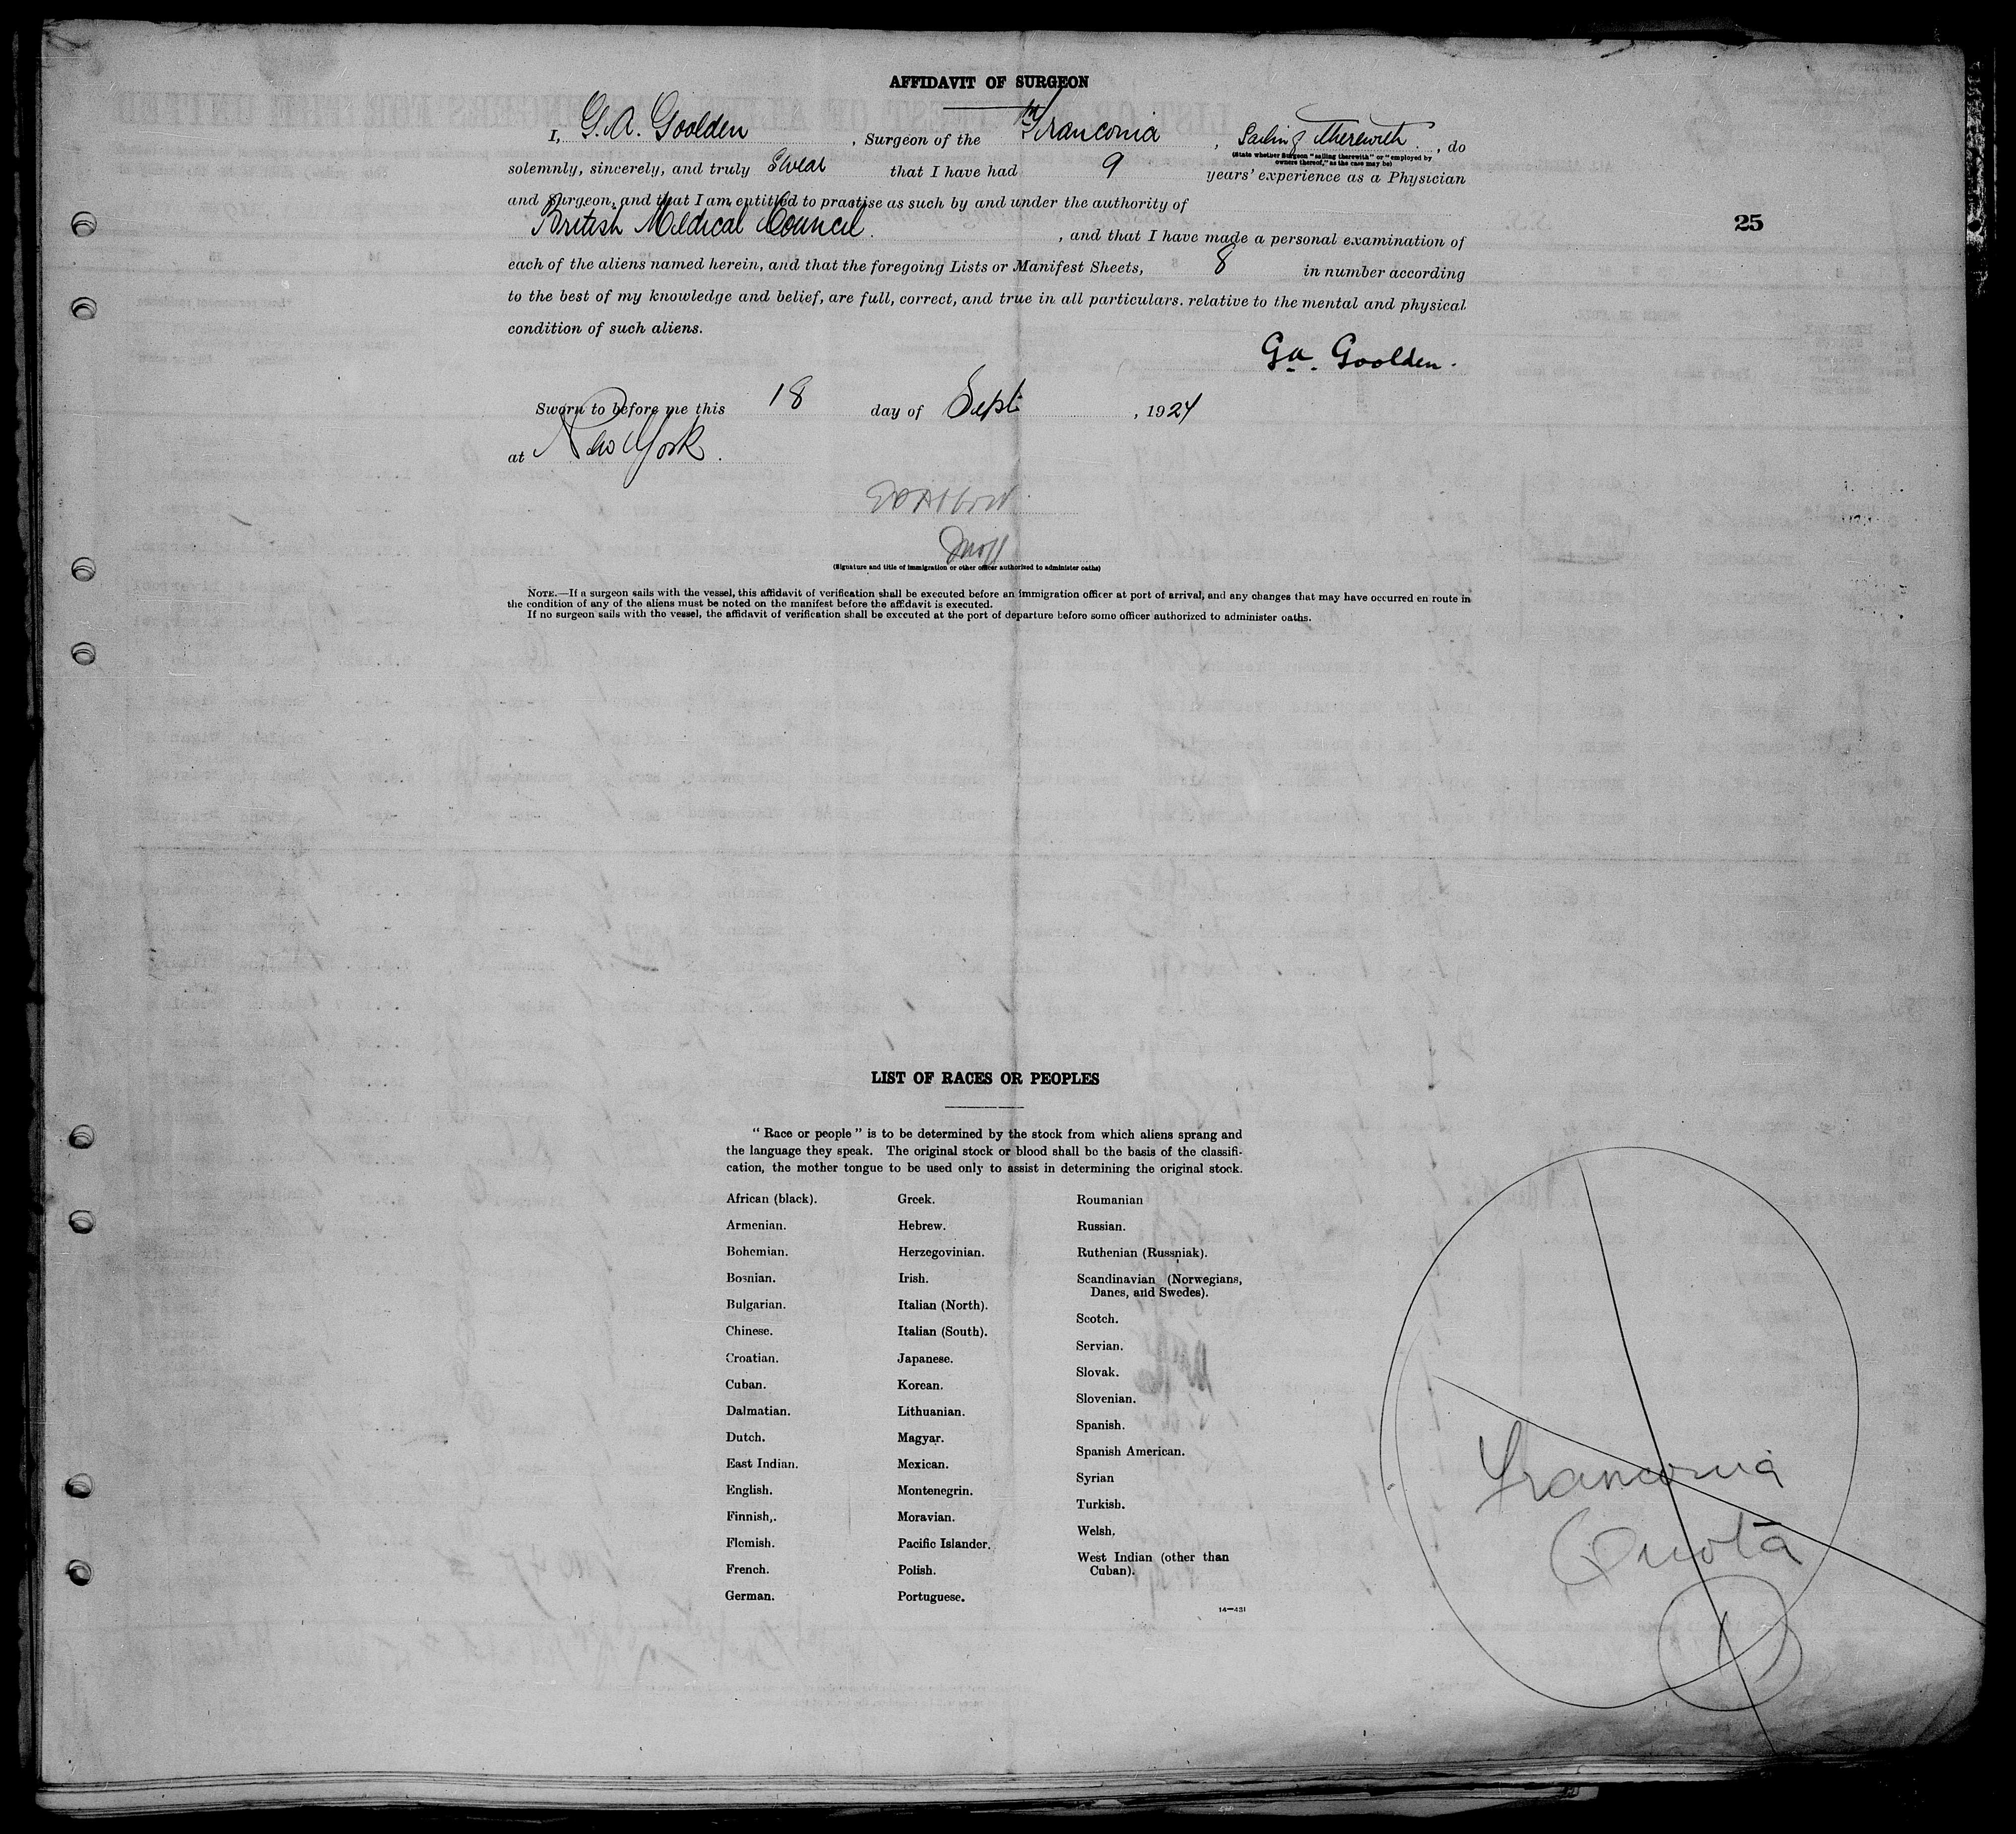 AFFIDAVIT OF SURGEON
I, G. A. Goolden, Surgeon of the Franconia, Sailing Therewith, do
(State whether Surgeon "sailing therewith" or "employed by
owners thereof," as the case may be)
solemnly, sincerely, and truly Swear that I have had 9 years' experience as a Physician
and Surgeon, and that I am entitled to practise as such by and under the authority of
British Medical Council. , and that I have made a personal examination of
each of the aliens named herein, and that the foregoing Lists or Manifest Sheets, 8 in number according
to the best of my knowledge and belief, are full, correct, and true in all particulars. relative to the mental and physical
condition of such aliens.
G a. Goolden.
Sworn to before me this 18 day of Sept , 1924
at New York.
25
(Signature and title of immigration or other officer authorized to administer oaths)
NOTE.—If a surgeon sails with the vessel, this affidavit of verification shall be executed before an immigration officer at port of arrival, and any changes that may have occurred en route in
the condition of any of the aliens must be noted on the manifest before the affidavit is executed.
If no surgeon sails with the vessel, the affidavit of verification shall be executed at the port of departure before some officer authorized to administer oaths.
LIST OF RACES OR PEOPLES
"Race or people" is to be determined by the stock from which aliens sprang and
the language they speak. The original stock or blood shall be the basis of the classifi-
cation, the mother tongue to be used only to assist in determining the original stock.
African (black).
Armenian.
Bohemian.
Bosnian.
Bulgarian.
Chinese.
Croatian.
Cuban.
Dalmatian.
Dutch.
East Indian.
English.
Finnish,.
Flemish.
French.
German.
Greek.
Hebrew.
Herzegovinian.
Irish.
Italian (North).
Italian (South).
Japanese.
Korean.
Lithuanian.
Magyar.
Mexican.
Montenegrin.
Moravian.
Pacific Islander.
Polish.
Portuguese.
Roumanian
Russian.
Ruthenian (Russniak).
Scandinavian (Norwegians,
Danes, and Swedes).
Scotch.
Servian.
Slovak.
Slovenian.
Spanish.
Spanish American.
Syrian
Turkish.
Welsh.
West Indian (other than
Cuban).
14—431
Franconia
Quota
1